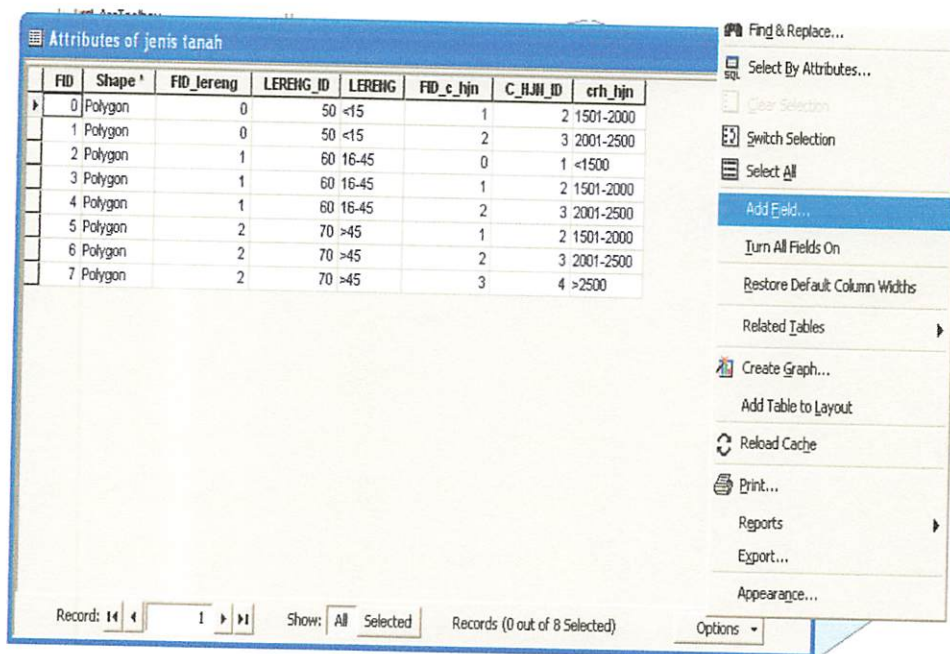 Attributes of jenis tanah
FID Shape * FID_lereng LERENG_ID LERENG FID_c_hjn C_HJN_ID crh_hjn
0 Polygon 0 50 <15 1 2 1501-2000
1 Polygon 0 50 <15 2 3 2001-2500
2 Polygon 1 60 16-45 0 1 <1500
3 Polygon 1 60 16-45 1 2 1501-2000
4 Polygon 1 60 16-45 2 3 2001-2500
5 Polygon 2 70 >45 1 2 1501-2000
6 Polygon 2 70 >45 2 3 2001-2500
7 Polygon 2 70 >45 3 4 >2500
Record: 1 Show: All Selected Records (0 out of 8 Selected) Options
Find & Replace...
SQL Select By Attributes...
Clear Selection
Switch Selection
Select All
Add Field...
Turn All Fields On
Restore Default Column Widths
Related Tables
Create Graph...
Add Table to Layout
Reload Cache
Print...
Reports
Export...
Appearance...